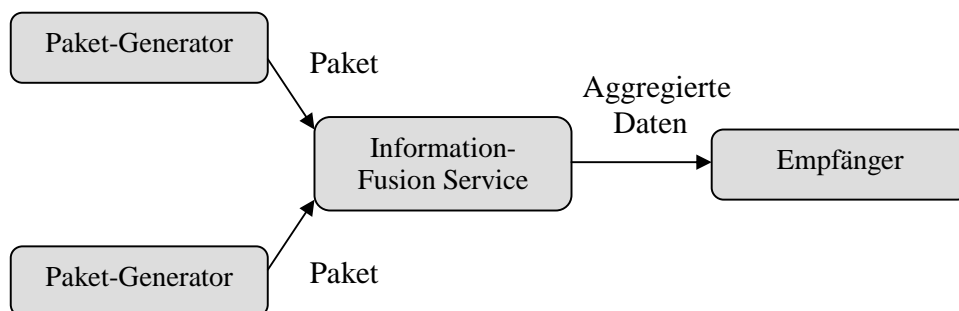 Paket-Generator
Paket
Aggregierte
Daten
Information-
Fusion Service
Empfänger
Paket-Generator
Paket